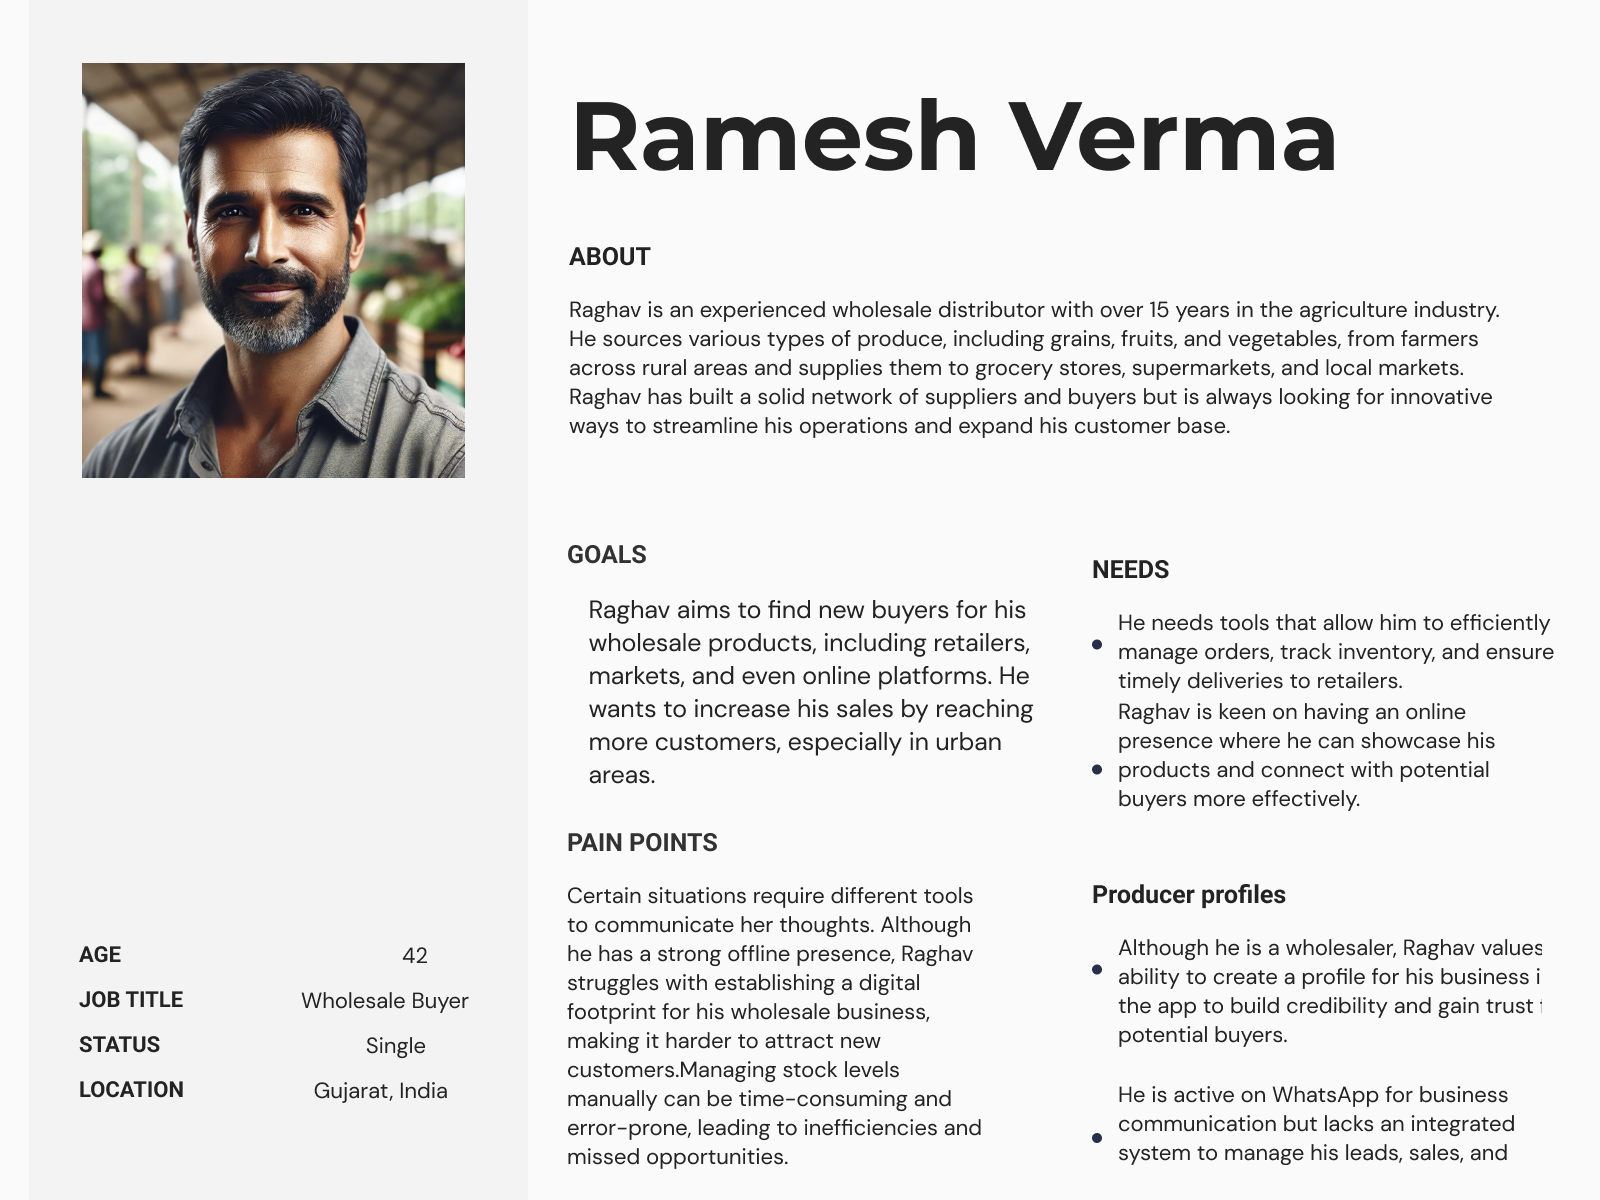 Ramesh Verma
ABOUT
Raghav is an experienced wholesale distributor with over 15 years in the agriculture industry.
He sources various types of produce, including grains, fruits, and vegetables, from farmers
across rural areas and supplies them to grocery stores, supermarkets, and local markets.
Raghav has built a solid network of suppliers and buyers but is always looking for innovative
ways to streamline his operations and expand his customer base.
GOALS
Raghav aims to find new buyers for his
wholesale products, including retailers,
markets, and even online platforms. He
wants to increase his sales by reaching
more customers, especially in urban
areas.
PAIN POINTS
Certain situations require different tools
to communicate her thoughts. Although
he has a strong offline presence, Raghav
struggles with establishing a digital
footprint for his wholesale business,
making it harder to attract new
customers.Managing stock levels
manually can be time-consuming and
error-prone, leading to inefficiencies and
missed opportunities.
NEEDS
He needs tools that allow him to efficiently
manage orders, track inventory, and ensure
timely deliveries to retailers.
Raghav is keen on having an online
presence where he can showcase his
products and connect with potential
buyers more effectively.
Producer profiles
Although he is a wholesaler, Raghav values
ability to create a profile for his business
the app to build credibility and gain trust
potential buyers.
He is active on WhatsApp for business
communication but lacks an integrated
system to manage his leads, sales, and
AGE 42
JOB TITLE Wholesale Buyer
STATUS Single
LOCATION Gujarat, India